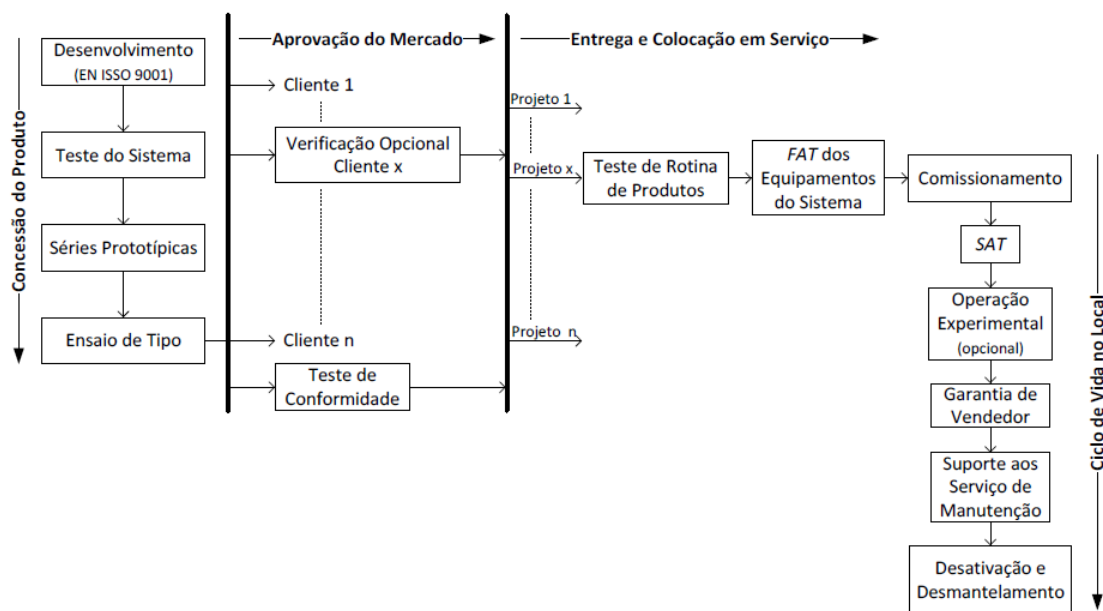 Concessão do Produto
Desenvolvimento
(EN ISSO 9001)
Teste do Sistema
Séries Prototípicas
Ensaio de Tipo
Aprovação do Mercado
Cliente 1
Verificação Opcional
Cliente x
Cliente n
Teste de
Conformidade
Entrega e Colocação em Serviço
Projeto 1
Projeto x
Projeto n
Teste de Rotina
de Produtos
FAT dos
Equipamentos
do Sistema
Comissionamento
SAT
Operação
Experimental
(opcional)
Garantia de
Vendedor
Suporte aos
Serviço de
Manutenção
Desativação e
Desmantelamento
Ciclo de Vida no Local